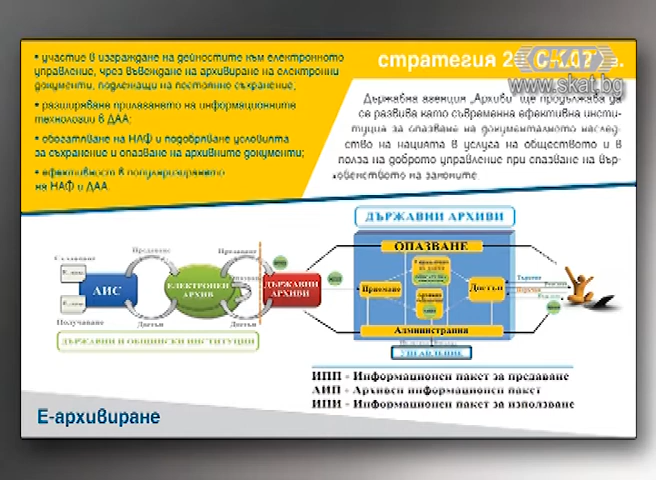 • участие в изграждане на дейностите към електронното
управление, чрез въвеждане на архивиране на електронни
документи, подлежащи на постоянно съхранение;
• разширяване прилагането на информационните
технологии в ДАА;
• обогатяване на НАФ и подобряване условията
за съхранение и опазване на архивните документи;
• ефективност в популяризирането
на НАФ и ДАА.
стратегия
www.skat.bg
Държавна агенция „Архиви" ще продължава да
се развива като съвременна ефективна инсти-
туция за опазване на документалното наслед-
ство на нацията в услуга на обществото и в
полза на доброто управление при спазване на вър-
ховенството на законите.
ДЪРЖАВНИ АРХИВИ
ОПАЗВАНЕ
Предаване
Предаване
Създаване
АИС
ЕЛЕКТРОНЕН
АРХИВ
ДЪРЖАВНИ
АРХИВИ
Приемане
Достъп
Получаване
Достъп
Достъп
Администрация
УПРАВЛЕНИЕ
ДЪРЖАВНИ И ОБЩИНСКИ ИНСТИТУЦИИ
ИПП - Информационен пакет за предаване
АИП - Архивен информационен пакет
ИПИ - Информационен пакет за използване
Е-архивиране